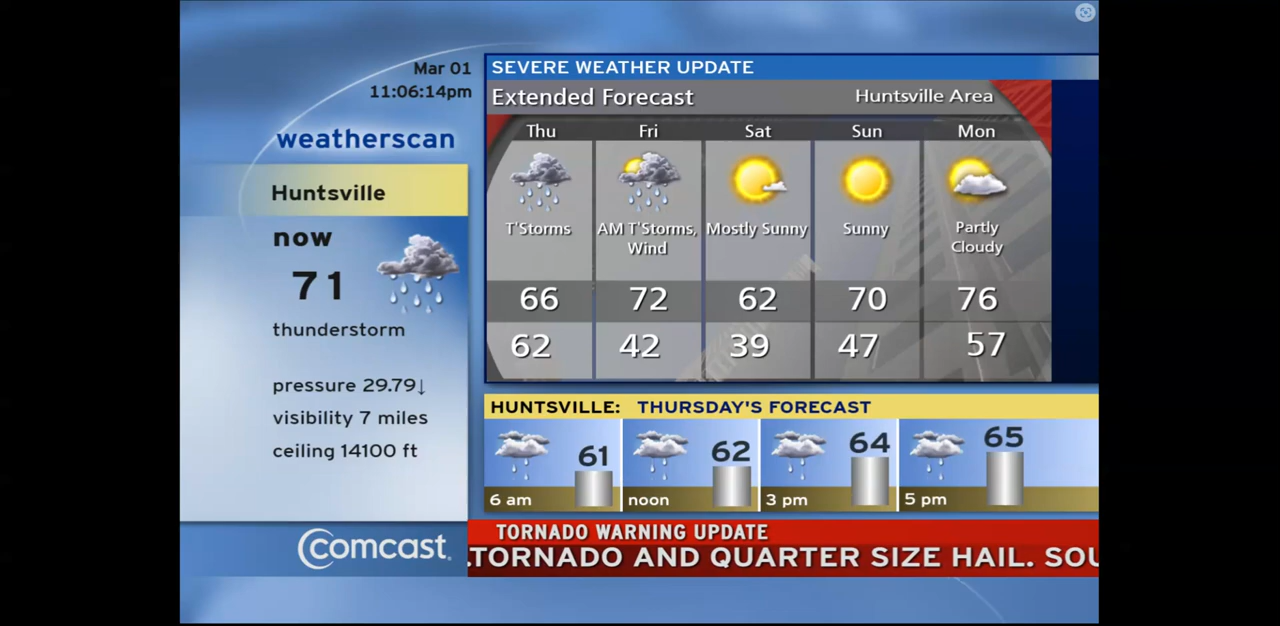 Mar 01
11:06:14pm
weatherscan
Huntsville
now
71
thunderstorm
pressure 29.79↓
visibility 7 miles
ceiling 14100 ft
Comcast.
SEVERE WEATHER UPDATE
Extended Forecast Huntsville Area
Thu Fri Sat Sun Mon
T'Storms AM T'Storms, Mostly Sunny Sunny Partly
Wind Cloudy
66 72 62 70 76
62 42 39 47 57
HUNTSVILLE: THURSDAY'S FORECAST
61 62 64 65
6 am noon 3 pm 5 pm
TORNADO WARNING UPDATE
.TORNADO AND QUARTER SIZE HAIL. SOU